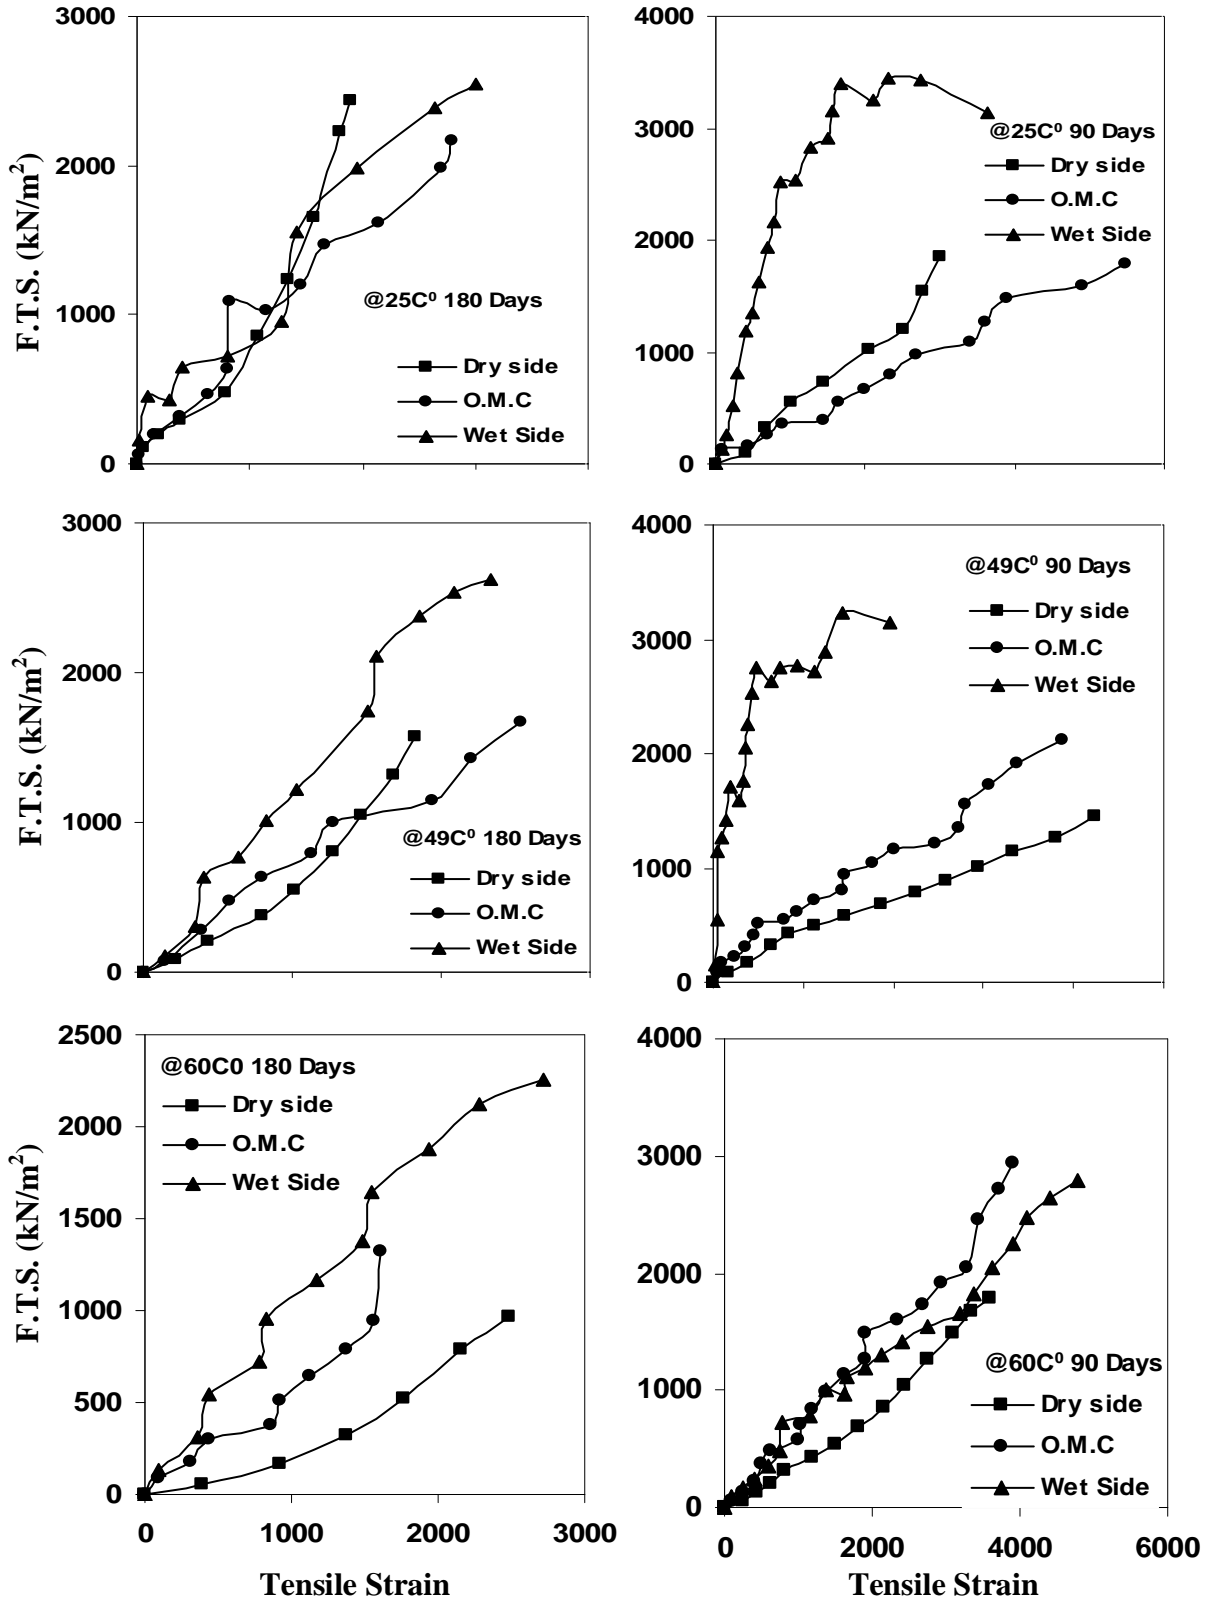 3000
2000
1000
0
F.T.S. (kN/m²)
@25C⁰ 180 Days
Dry side
O.M.C
Wet Side
4000
3000
2000
1000
0
@25C⁰ 90 Days
Dry side
O.M.C
Wet Side
3000
2000
1000
0
F.T.S. (kN/m²)
@49C⁰ 180 Days
Dry side
O.M.C
Wet Side
4000
3000
2000
1000
0
@49C⁰ 90 Days
Dry side
O.M.C
Wet Side
2500
2000
1500
1000
500
0
F.T.S. (kN/m²)
@60C0 180 Days
Dry side
O.M.C
Wet Side
0 1000 2000 3000
Tensile Strain
4000
3000
2000
1000
0
@60C⁰ 90 Days
Dry side
O.M.C
Wet Side
0 2000 4000 6000
Tensile Strain